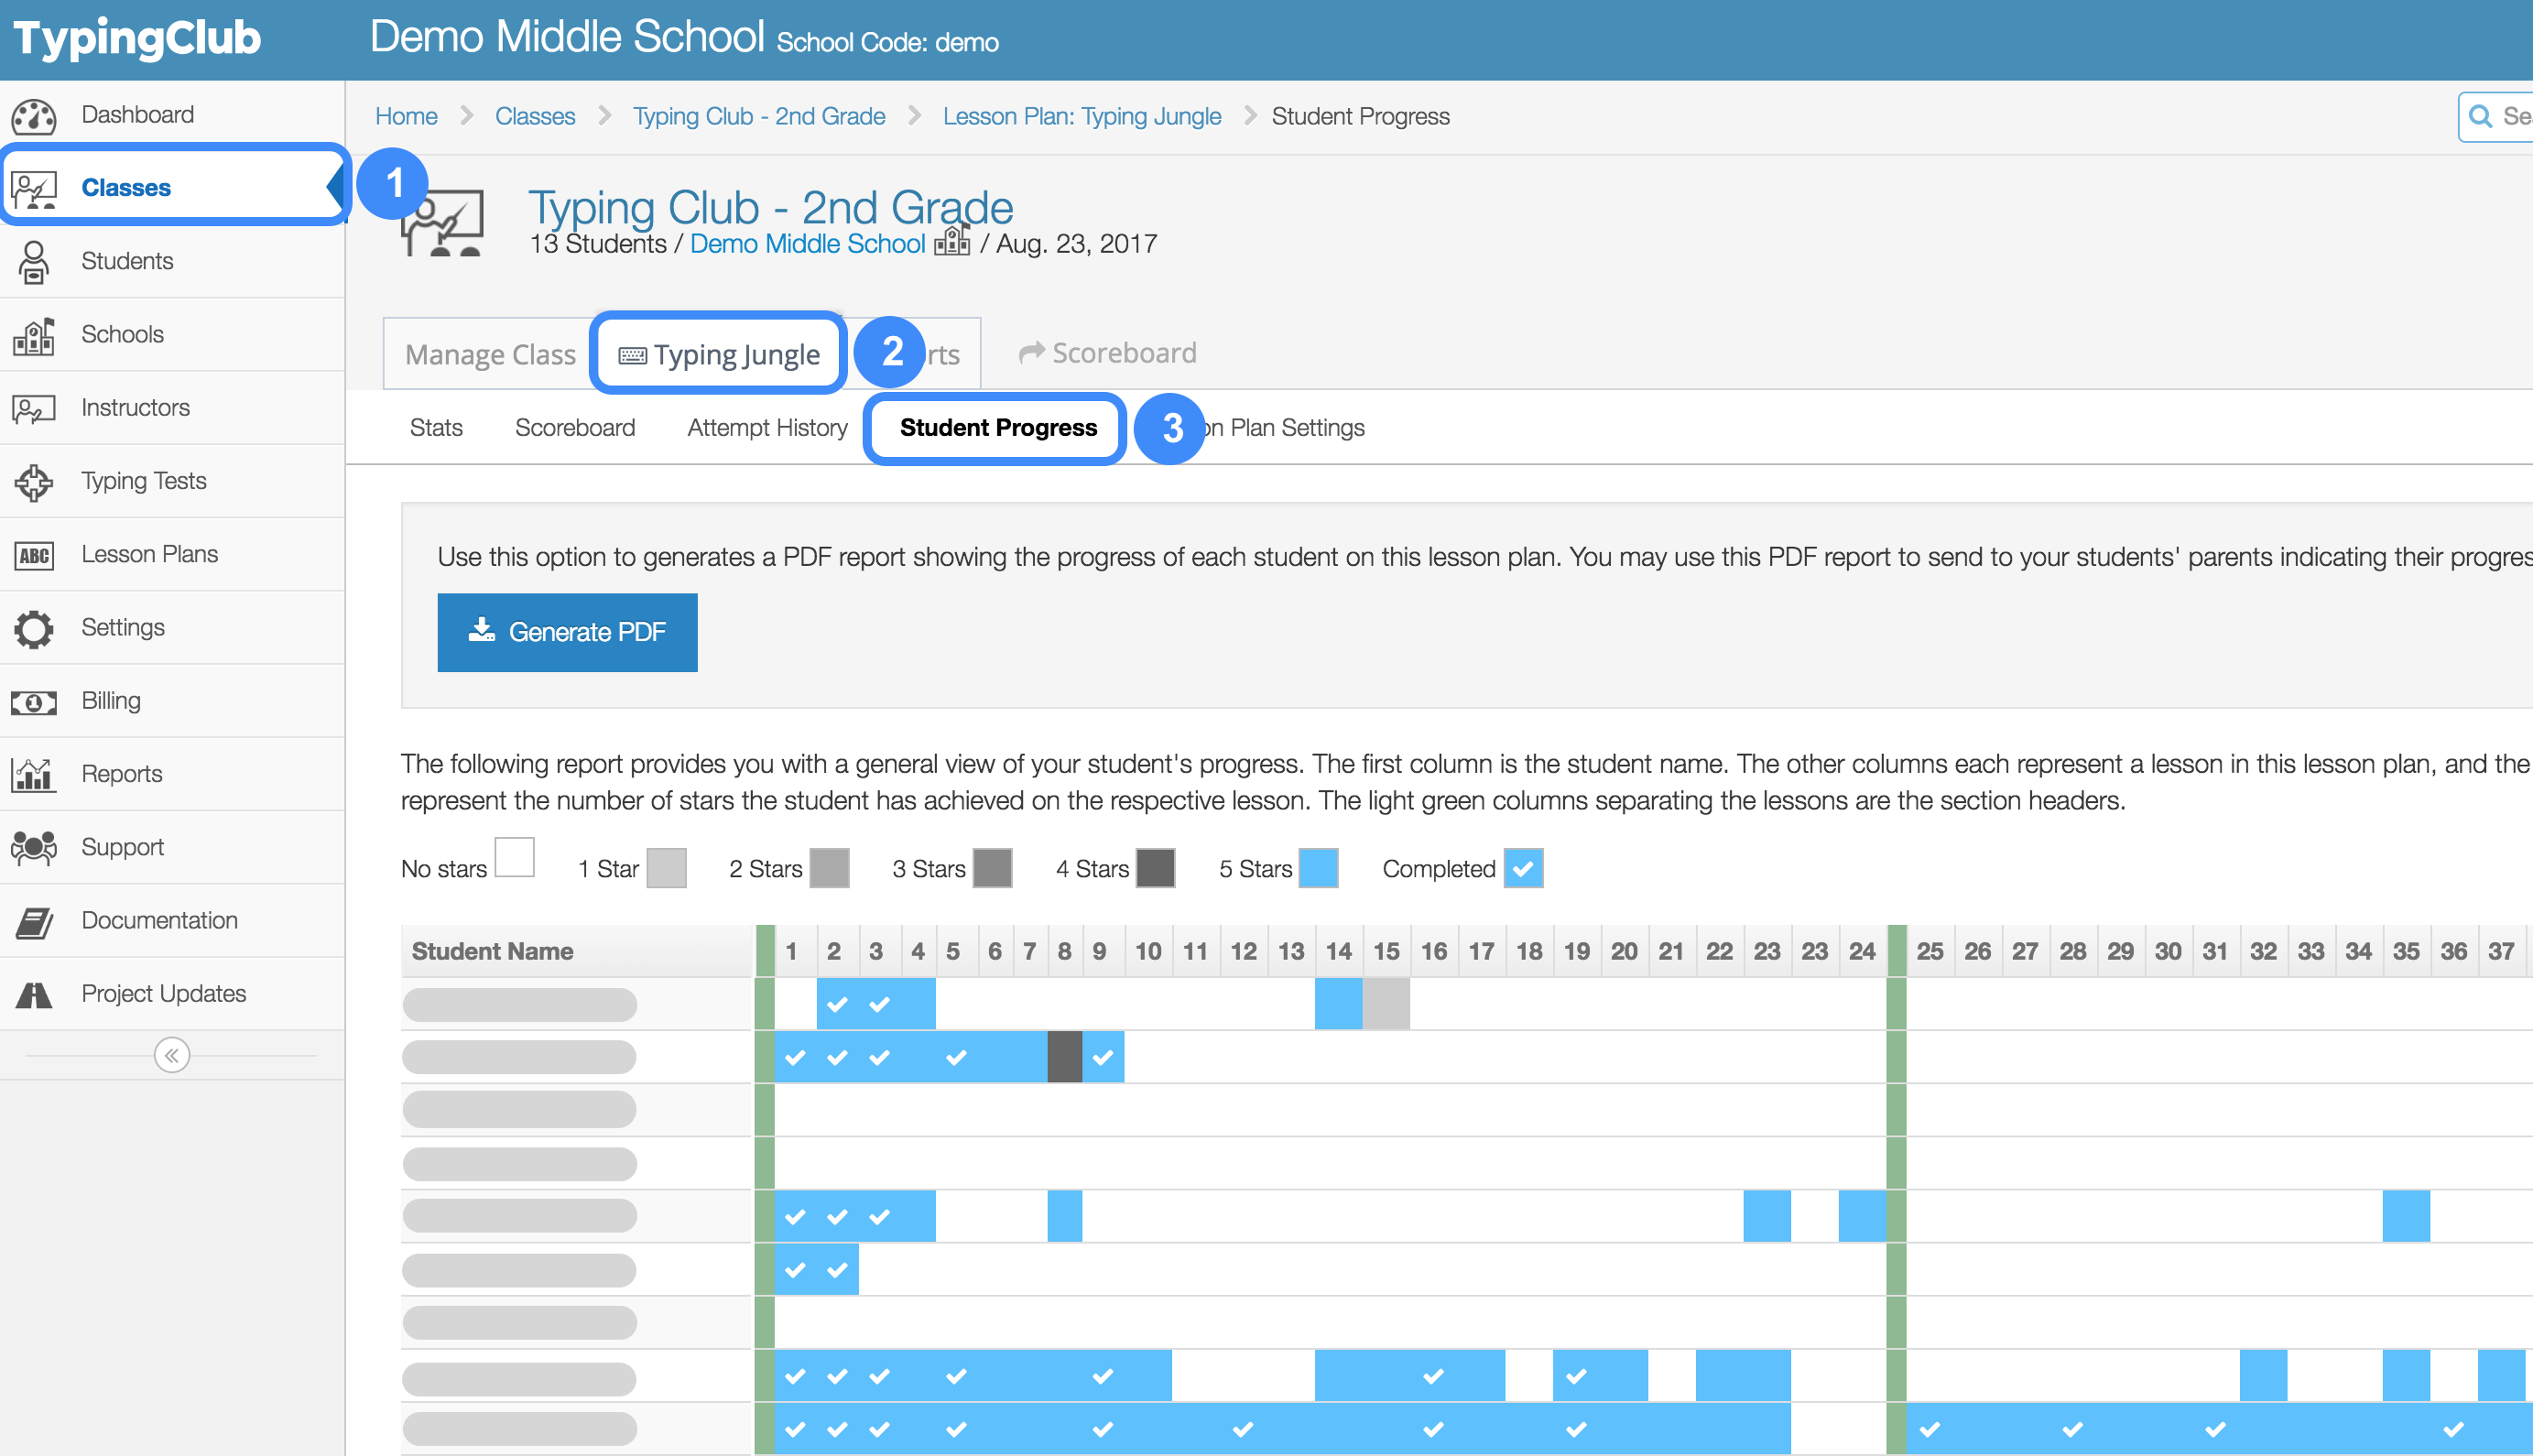 TypingClub
Demo Middle School School Code: demo
Dashboard
Classes
Students
Schools
Instructors
Typing Tests
ABC
Lesson Plans
Settings
Billing
Reports
Support
Documentation
Project Updates
Home Classes Typing Club - 2nd Grade Lesson Plan: Typing Jungle Student Progress
1
Typing Club - 2nd Grade
13 Students / Demo Middle School / Aug. 23, 2017
Manage Class Typing Jungle 2 rts Scoreboard
Stats Scoreboard Attempt History Student Progress 3 on Plan Settings
Use this option to generates a PDF report showing the progress of each student on this lesson plan. You may use this PDF report to send to your students' parents indicating their progres
Generate PDF
The following report provides you with a general view of your student's progress. The first column is the student name. The other columns each represent a lesson in this lesson plan, and the
represent the number of stars the student has achieved on the respective lesson. The light green columns separating the lessons are the section headers.
No stars 1 Star 2 Stars 3 Stars 4 Stars 5 Stars Completed
Student Name 1 2 3 4 5 6 7 8 9 10 11 12 13 14 15 16 17 18 19 20 21 22 23 23 24 25 26 27 28 29 30 31 32 33 34 35 36 37